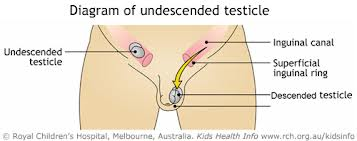 Diagram of undescended testicle
Undescended
testicle
Inguinal canal
Superficial
inguinal ring
Descended testicle
© Royal Children's Hospital, Melbourne, Australia. Kids Health Info www.rch.org.au/kidsinfo